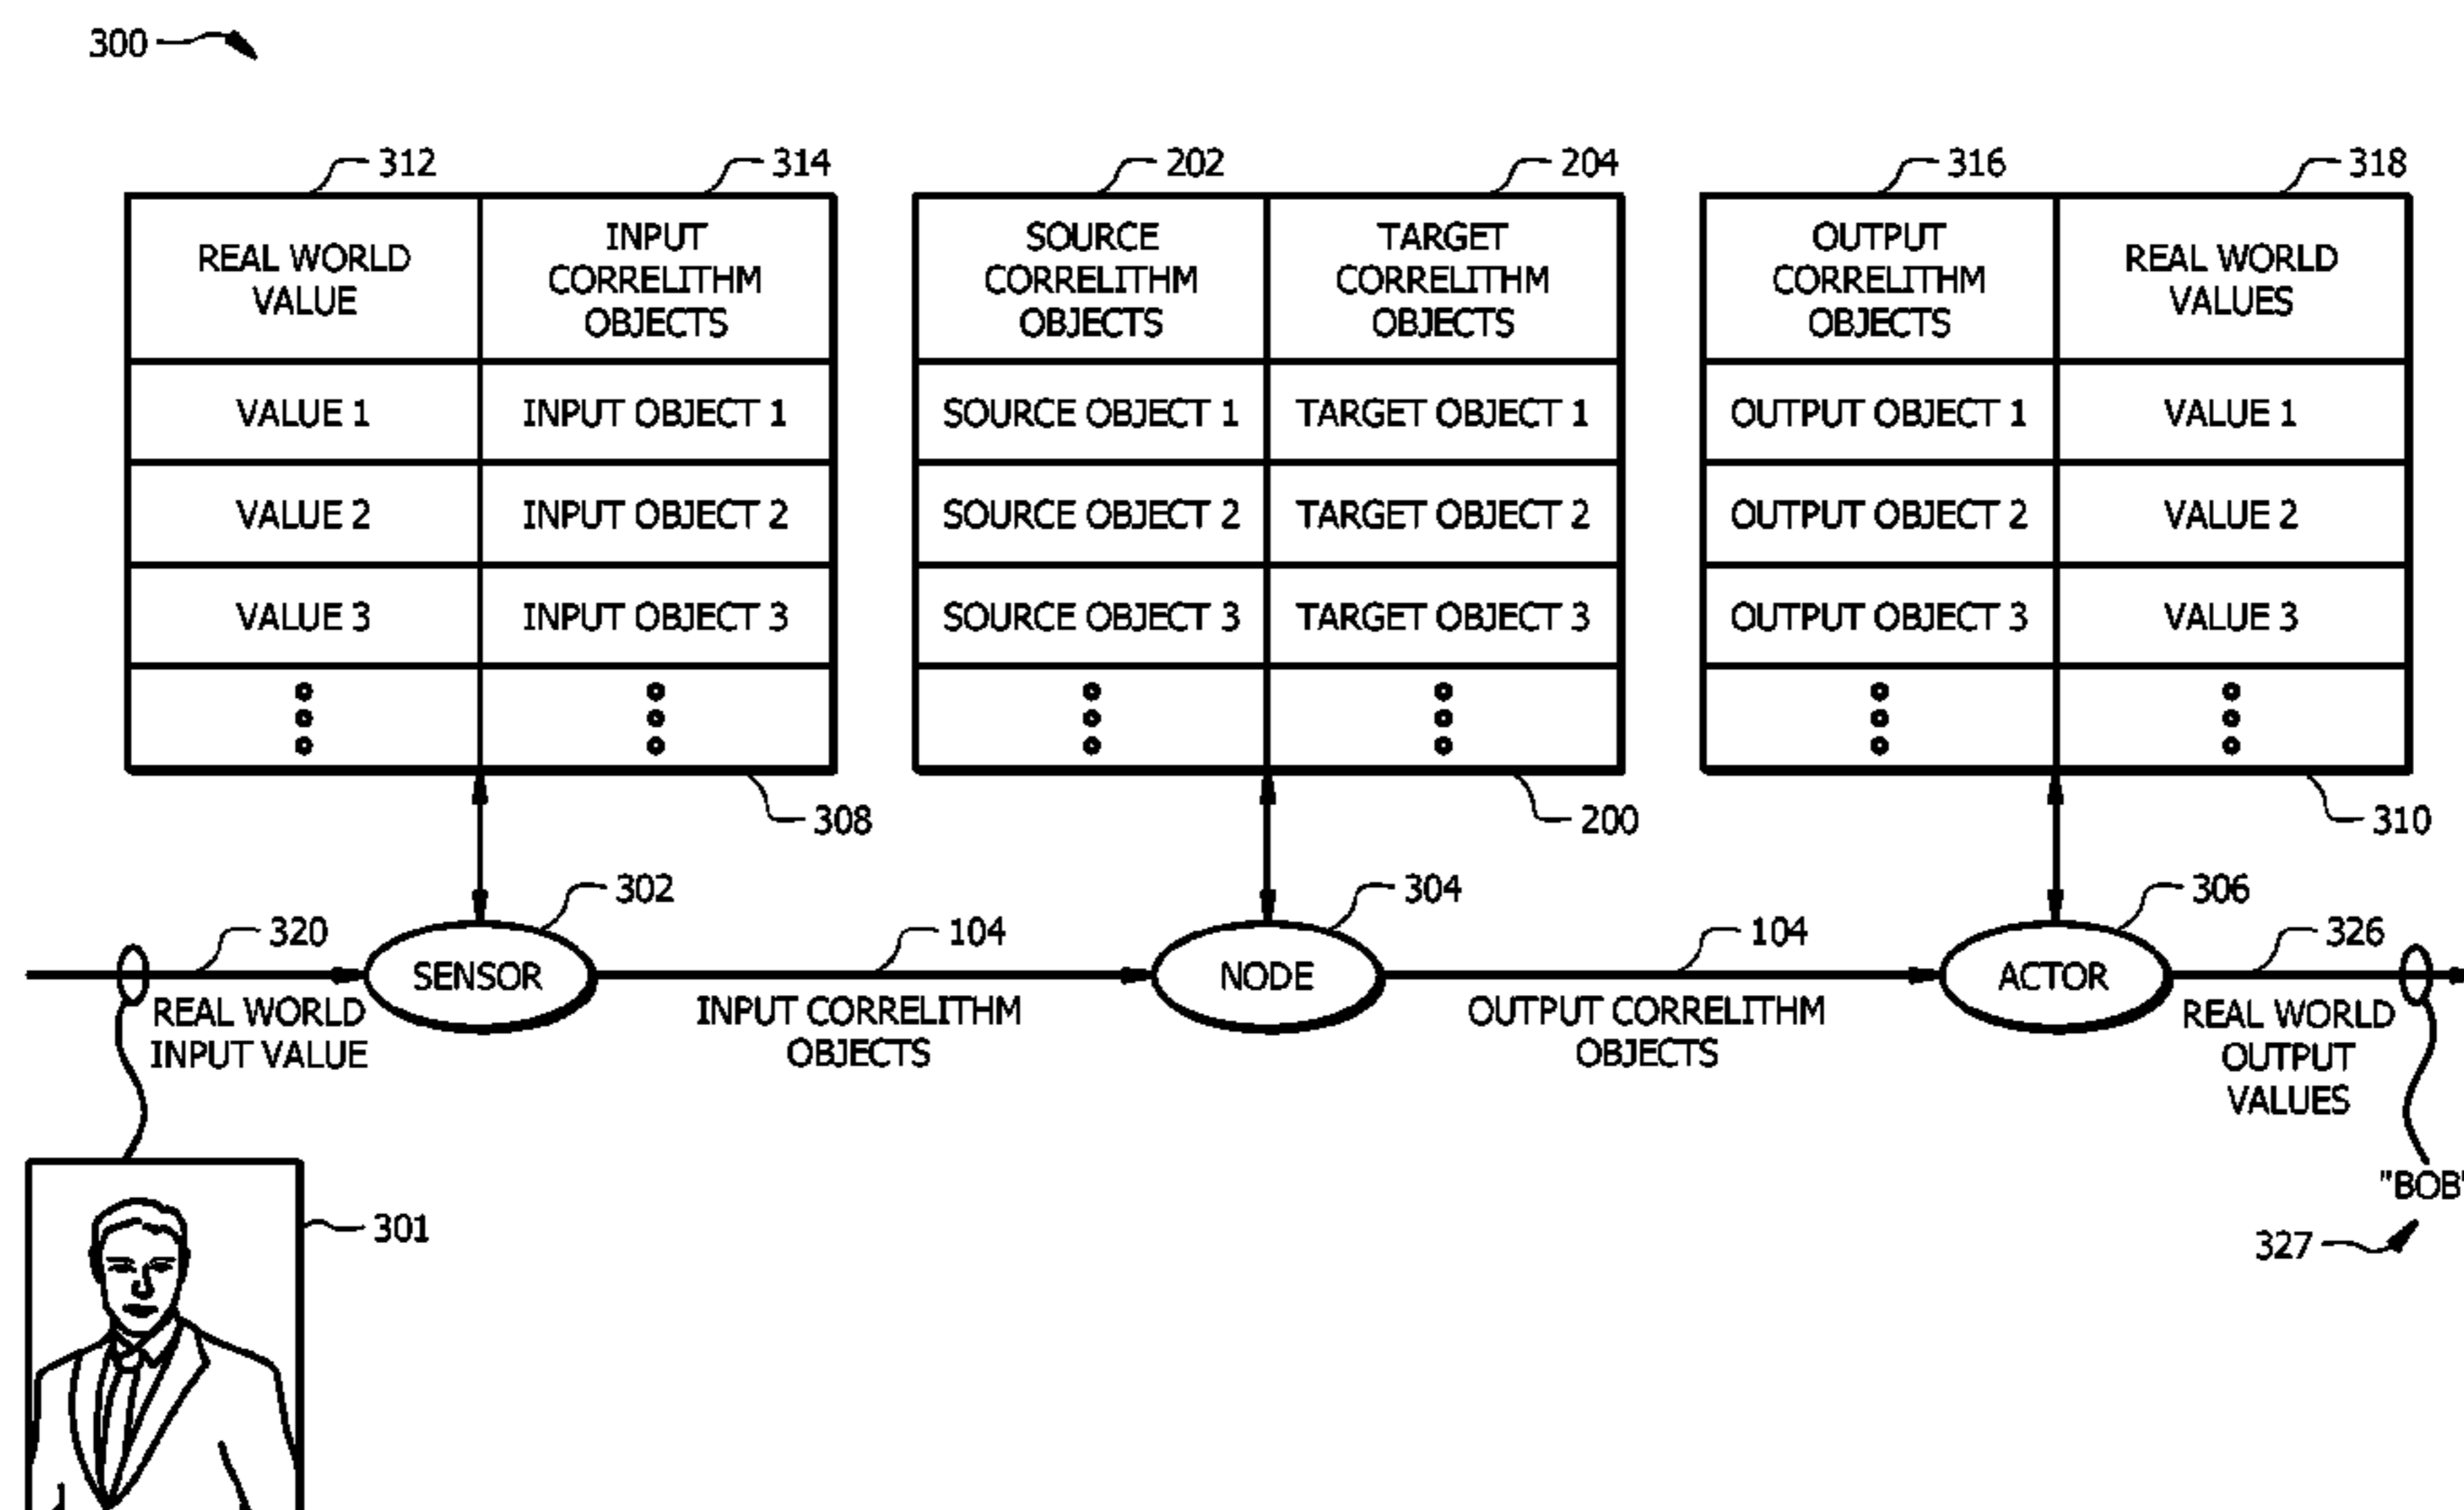 300
312
314
202
204
316
318
REAL WORLD
VALUE
INPUT
CORRELITHM
OBJECTS
SOURCE
CORRELITHM
OBJECTS
TARGET
CORRELITHM
OBJECTS
OUTPUT
CORRELITHM
OBJECTS
REAL WORLD
VALUES
VALUE 1
INPUT OBJECT 1
SOURCE OBJECT 1
TARGET OBJECT 1
OUTPUT OBJECT 1
VALUE 1
VALUE 2
INPUT OBJECT 2
SOURCE OBJECT 2
TARGET OBJECT 2
OUTPUT OBJECT 2
VALUE 2
VALUE 3
INPUT OBJECT 3
SOURCE OBJECT 3
TARGET OBJECT 3
OUTPUT OBJECT 3
VALUE 3
308
200
310
302
304
306
320
104
104
326
SENSOR
NODE
ACTOR
REAL WORLD
INPUT VALUE
INPUT CORRELITHM
OBJECTS
OUTPUT CORRELITHM
OBJECTS
REAL WORLD
OUTPUT
VALUES
"BOB"
301
327